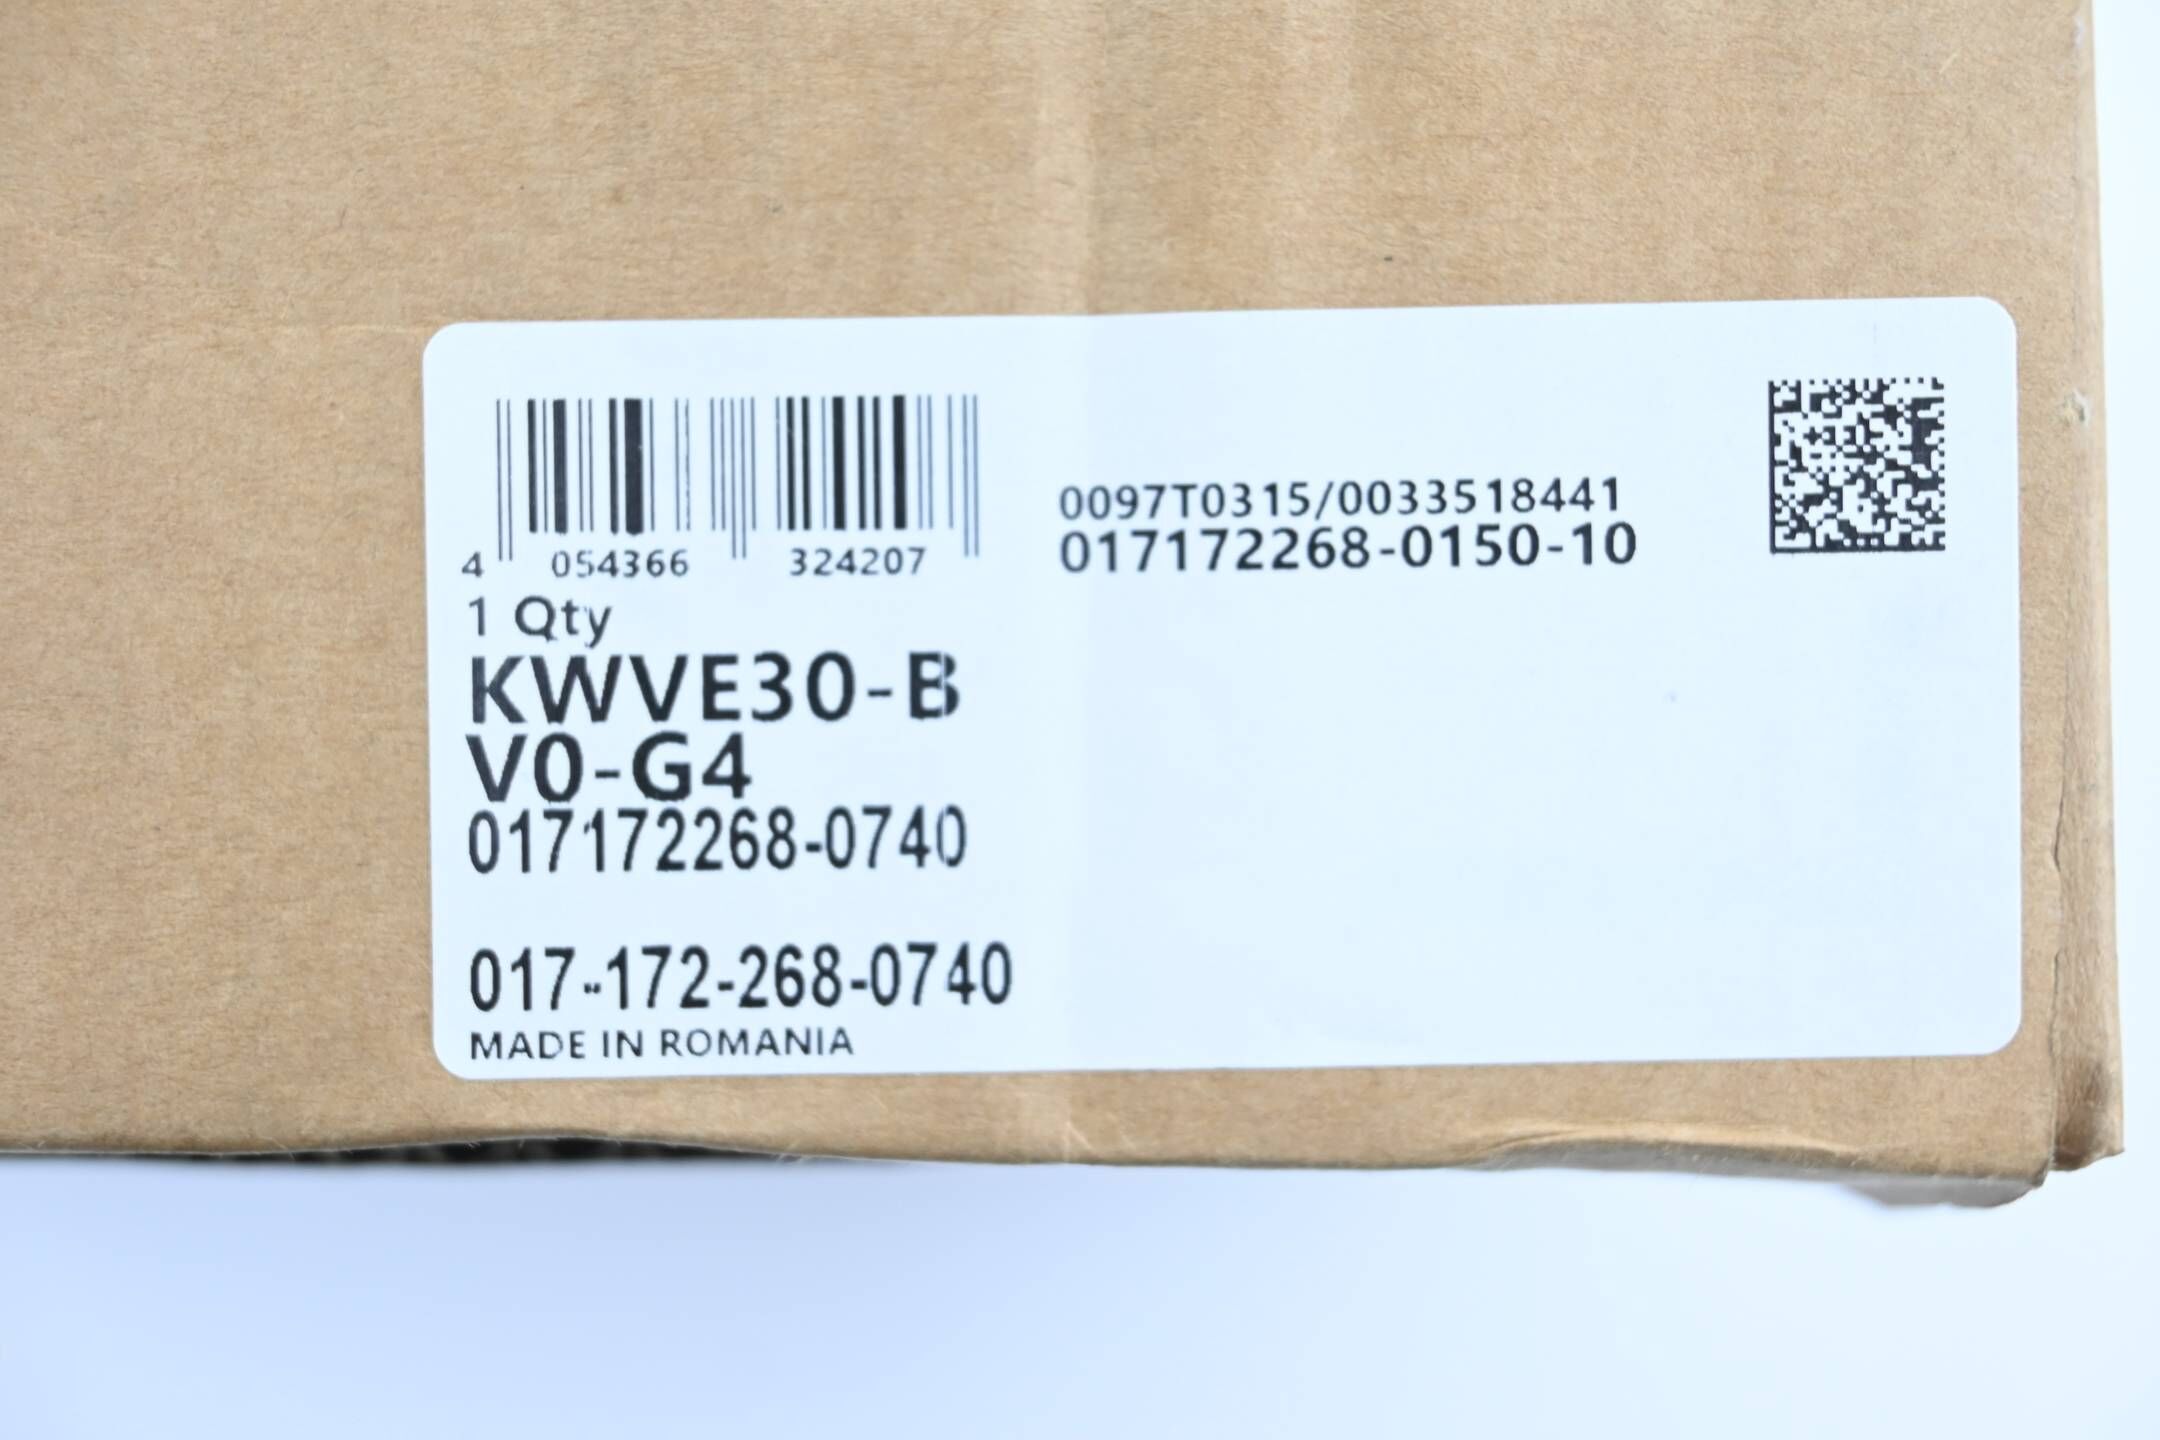 4 054366 324207
0097T0315/0033518441
017172268-0150-10
1 Qty
KWVE30-B
V0-G4
017172268-0740
017-172-268-0740
MADE IN ROMANIA